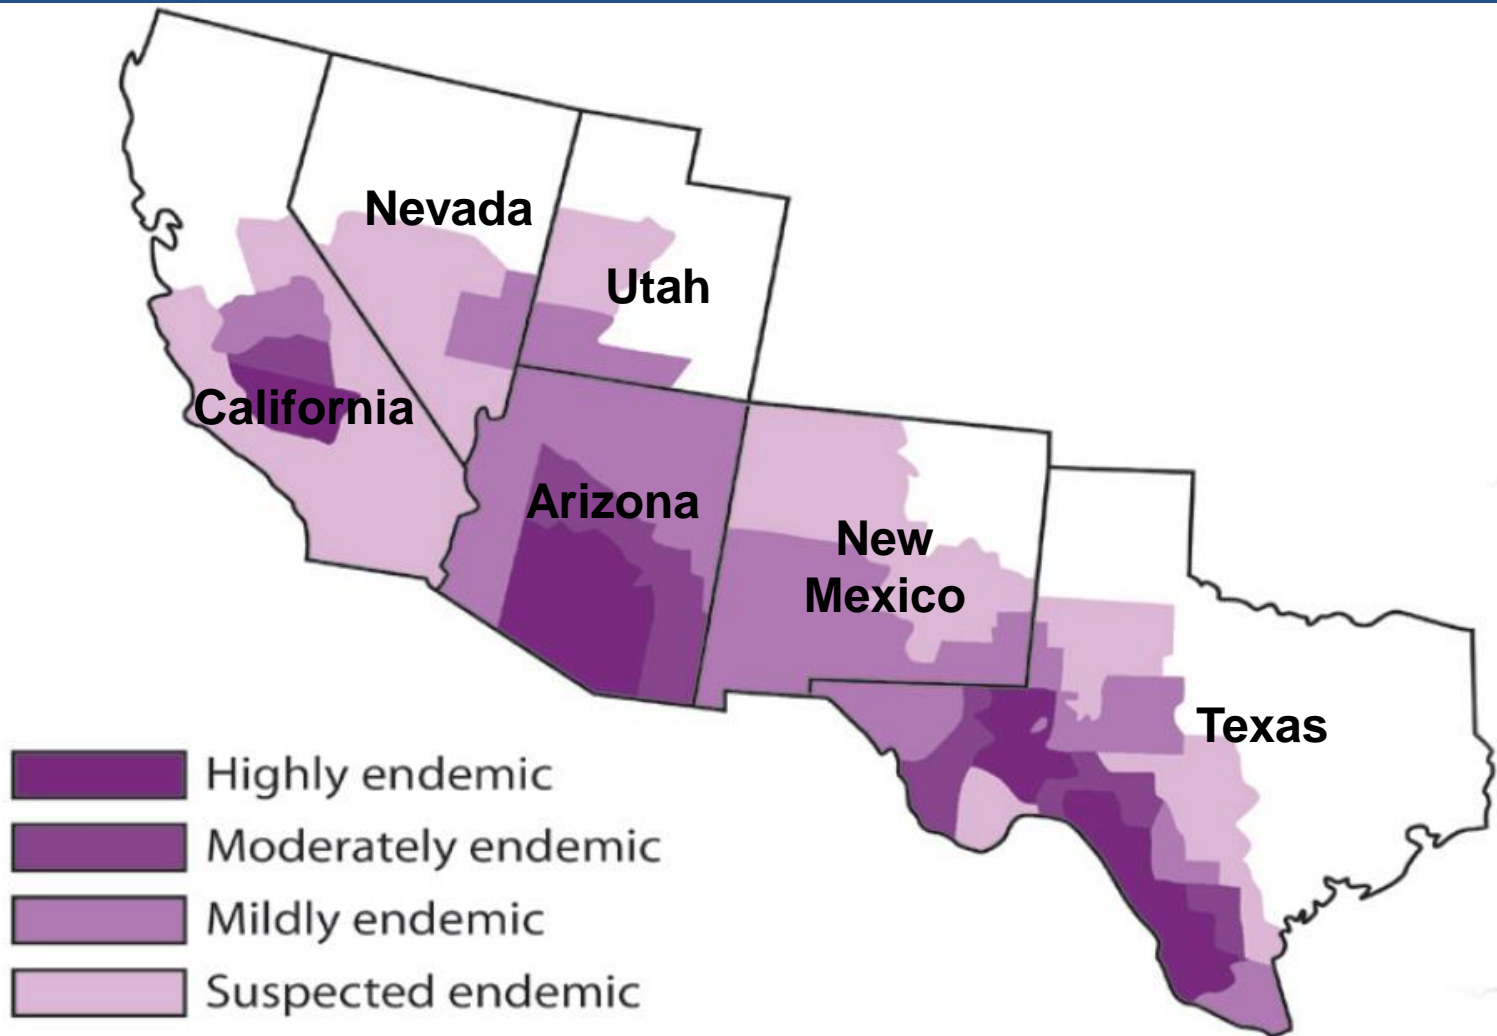 Nevada
Utah
California
Arizona
New
Mexico
Texas
Highly endemic
Moderately endemic
Mildly endemic
Suspected endemic